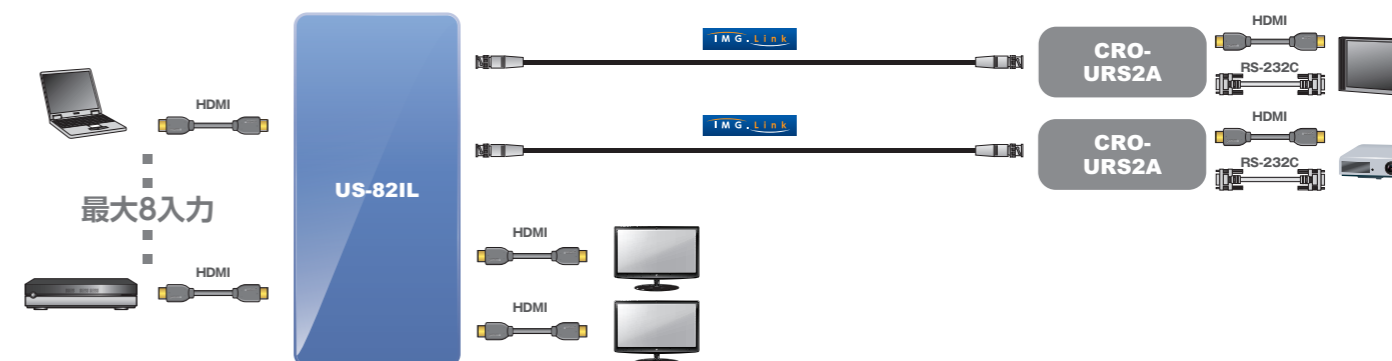 HDMI
最大8入力
HDMI
US-82IL
IMG.Link
IMG.Link
HDMI
HDMI
CRO-
URS2A
HDMI
RS-232C
CRO-
URS2A
HDMI
RS-232C